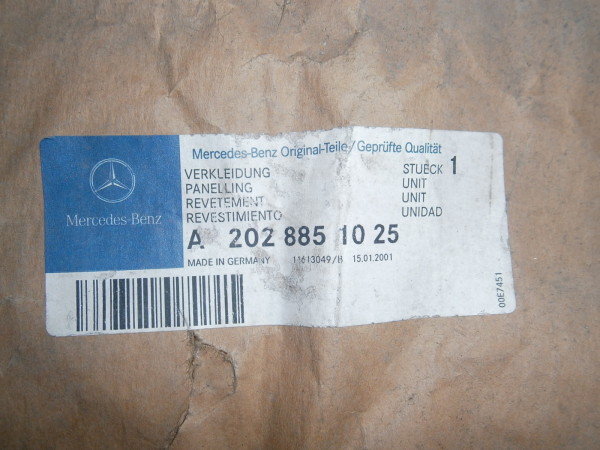 Mercedes-Benz Original-Teile/Geprüfte Qualität
Mercedes-Benz
VERKLEIDUNG
PANELLING
REVETEMENT
REVESTIMIENTO
STUECK 1
UNIT
UNIT
UNIDAD
A 202 885 10 25
MADE IN GERMANY 15.01.2001
00E7451